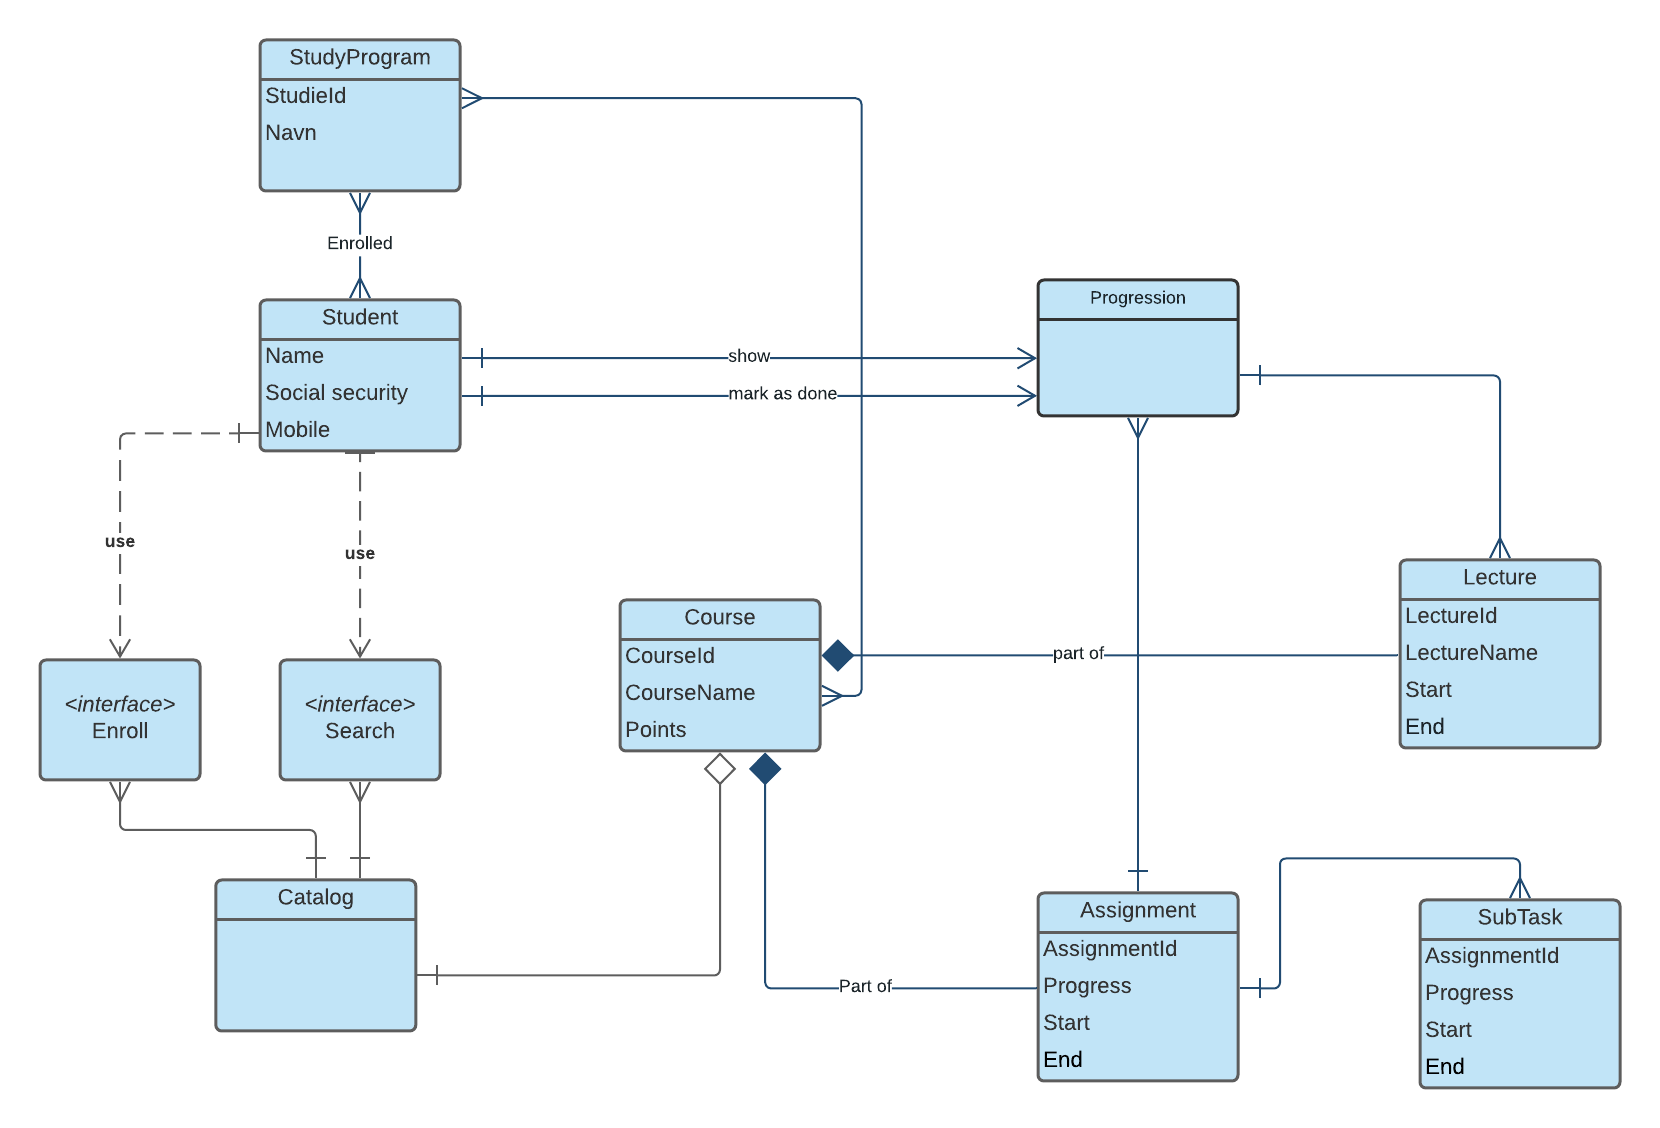 StudyProgram
StudieId
Navn
Enrolled
Student
Name
Social security
Mobile
show
mark as done
Progression
use
use
<interface>
Enroll
<interface>
Search
Catalog
Course
CourseId
CourseName
Points
part of
Lecture
LectureId
LectureName
Start
End
Part of
Assignment
AssignmentId
Progress
Start
End
SubTask
AssignmentId
Progress
Start
End